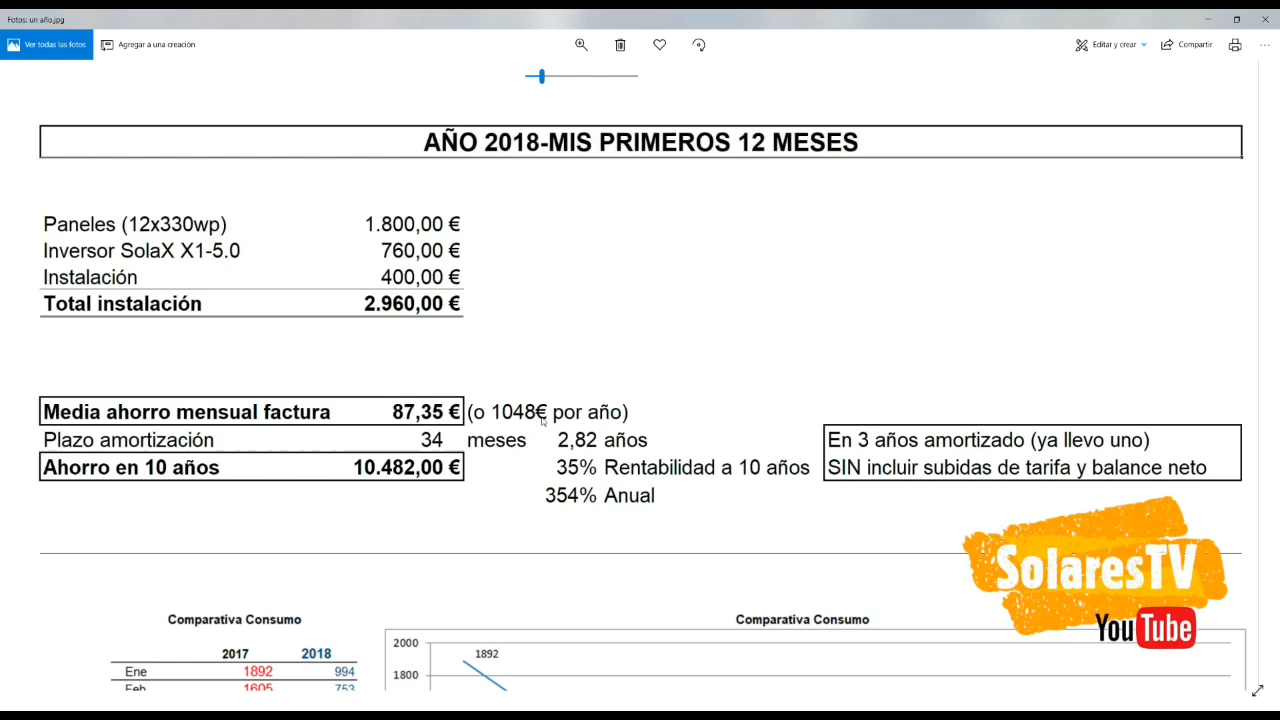 Fotos: un año.jpg
Ver todas las fotos
Agregar a una creación
Editar y crear
Compartir
AÑO 2018-MIS PRIMEROS 12 MESES
Paneles (12x330wp) 1.800,00 €
Inversor SolaX X1-5.0 760,00 €
Instalación 400,00 €
Total instalación 2.960,00 €
Media ahorro mensual factura 87,35 € (o 1048€ por año)
Plazo amortización 34 meses 2,82 años
En 3 años amortizado (ya llevo uno)
Ahorro en 10 años 10.482,00 € 35% Rentabilidad a 10 años
SIN incluir subidas de tarifa y balance neto
354% Anual
SolaresTV
YouTube
Comparativa Consumo
Comparativa Consumo
2017 2018
Ene 1892 994
Feb 1605 753
2000
1892
1800